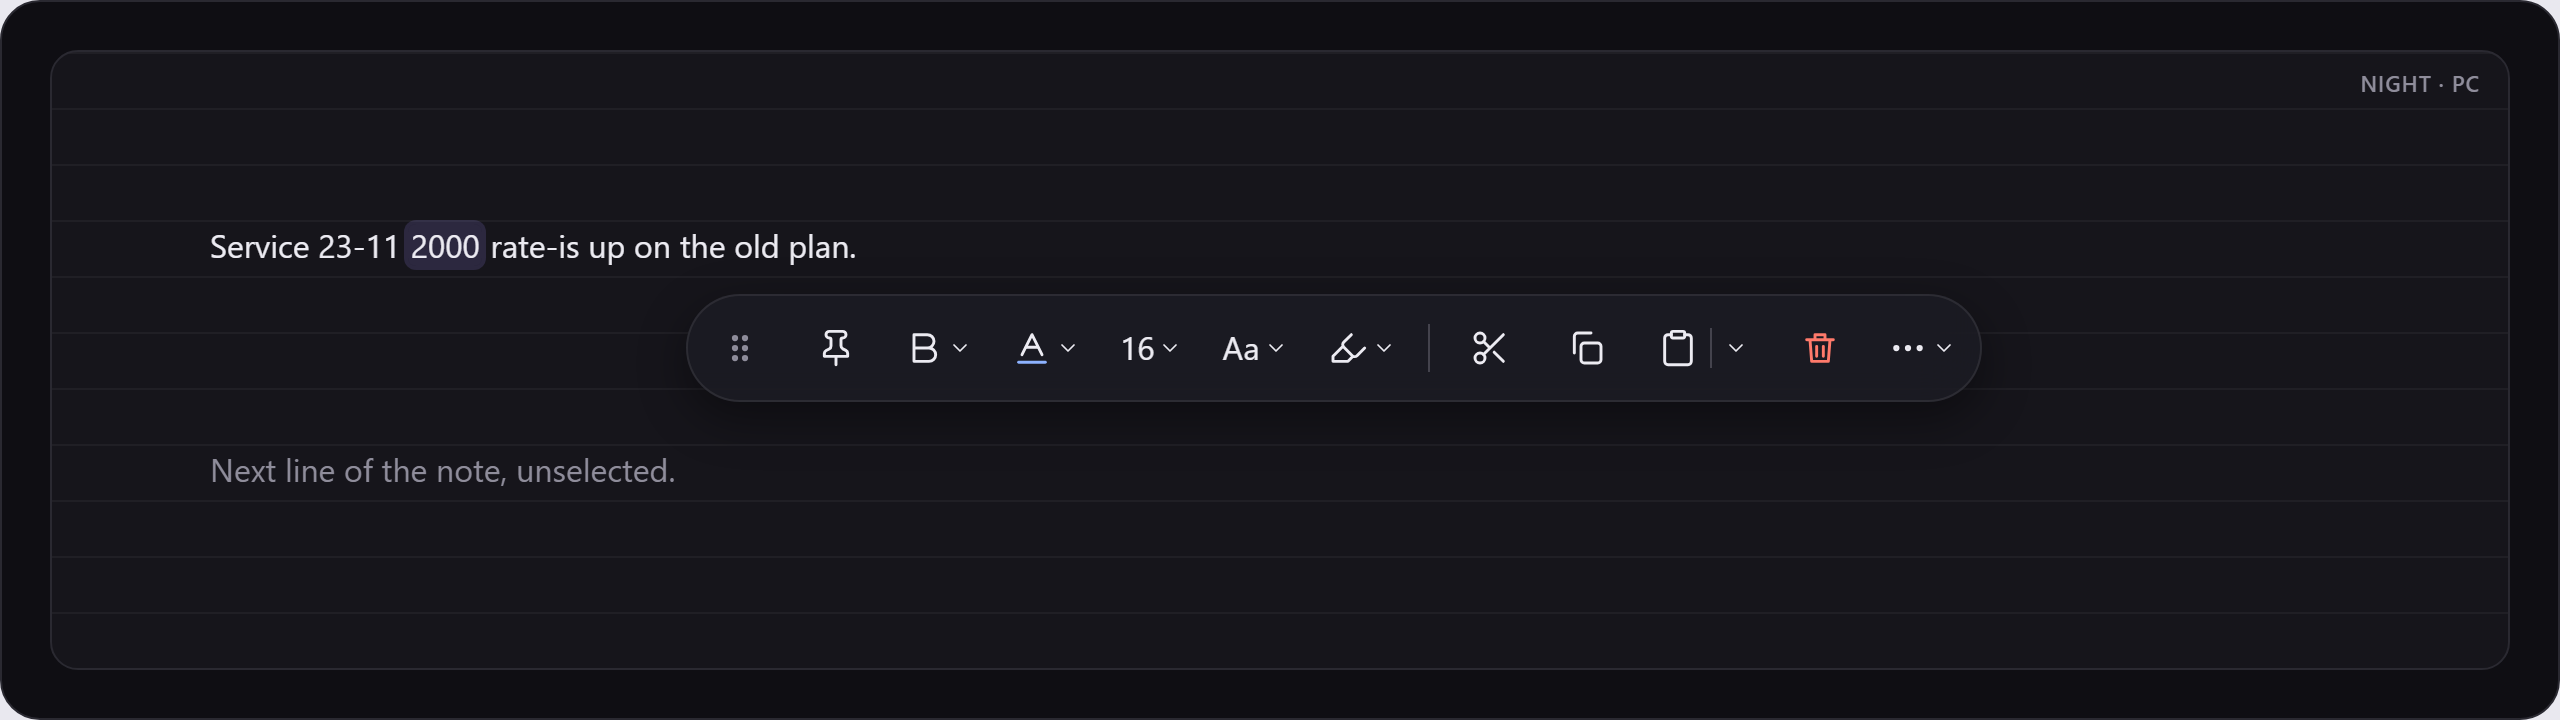 NIGHT · PC
Service 23-11 2000 rate-is up on the old plan.
16 Aa
Next line of the note, unselected.